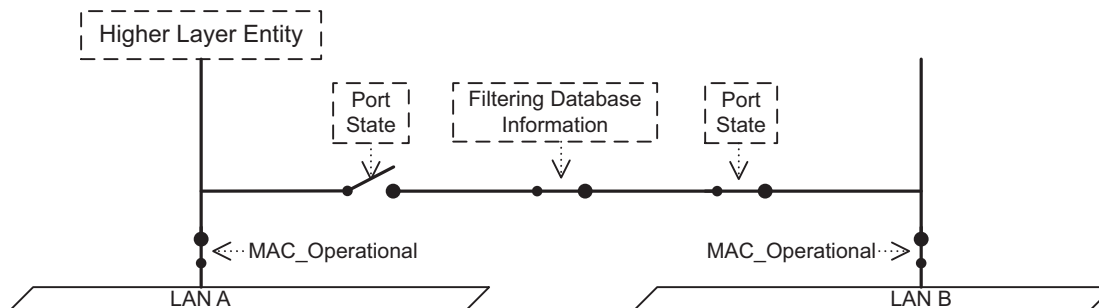 Higher Layer Entity
Port
State
Filtering Database
Information
Port
State
MAC_Operational
MAC_Operational
LAN A
LAN B